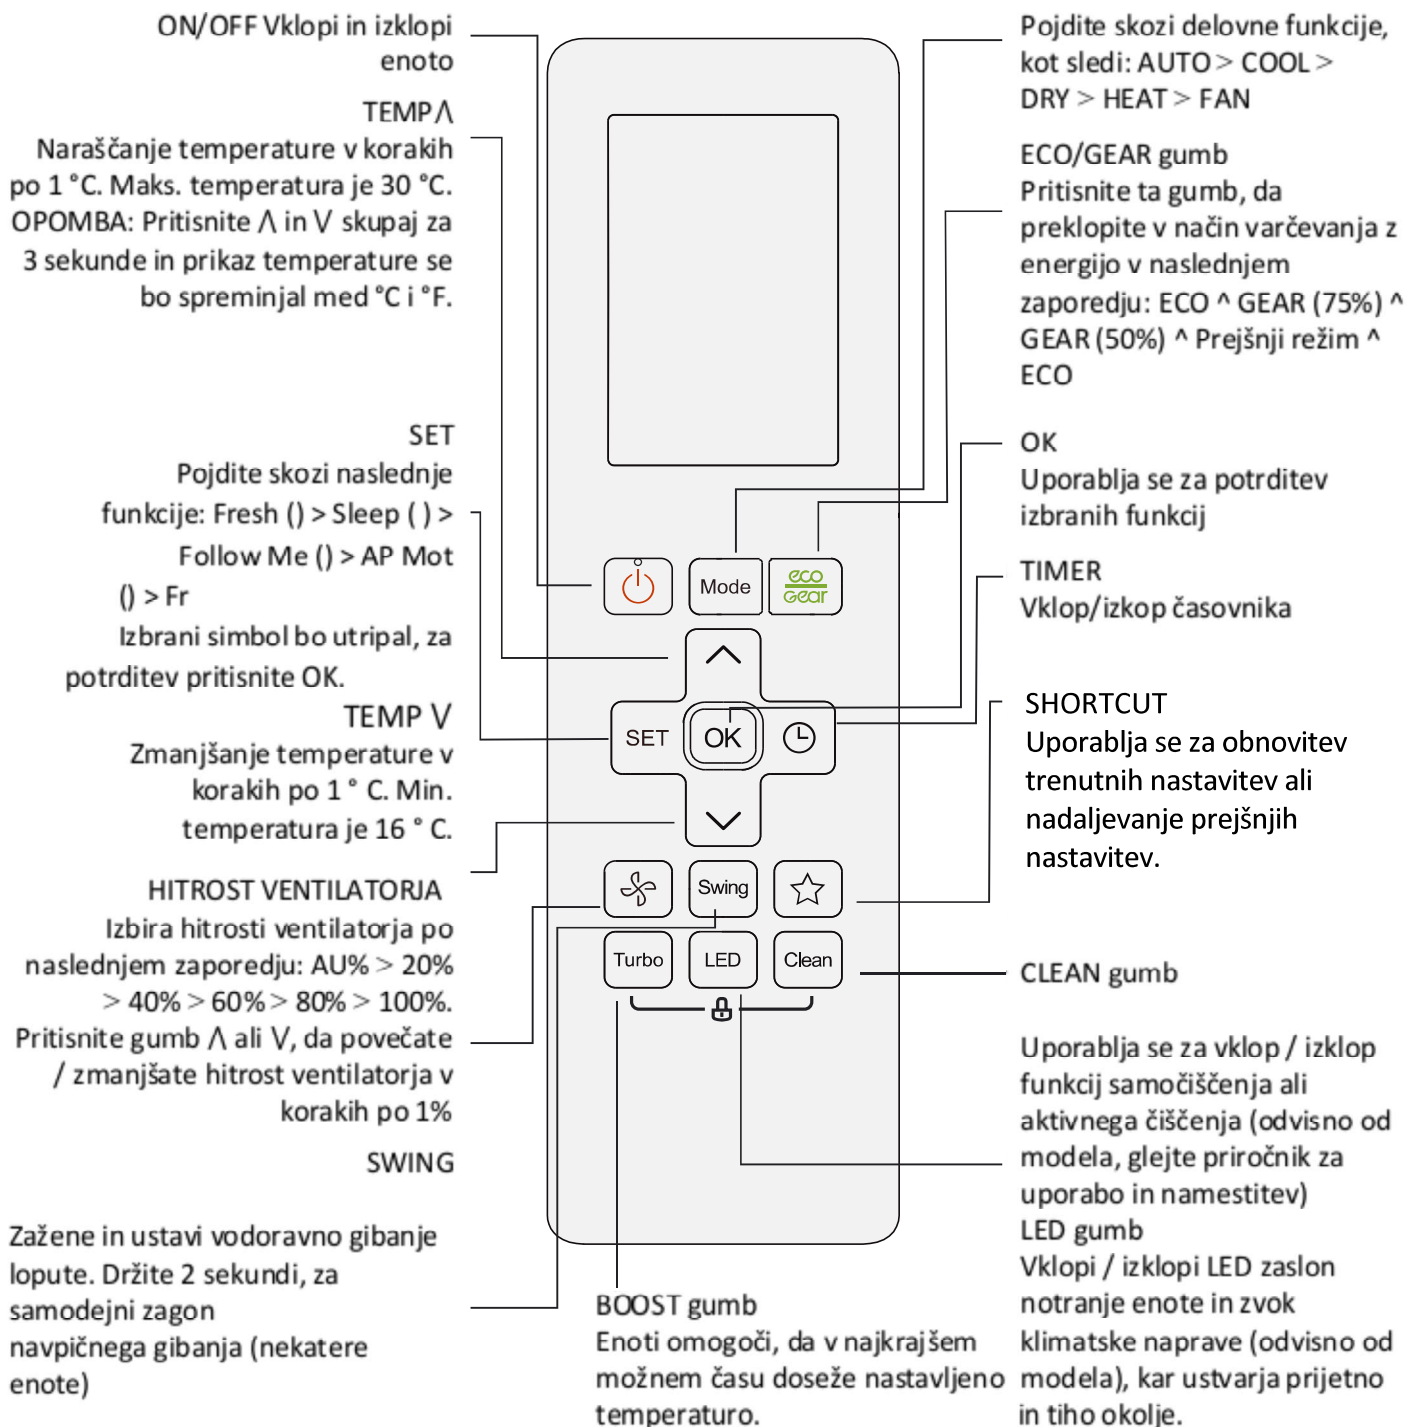 ON/OFF Vklopi in izklopi
enoto
TEMP⋀
Naraščanje temperature v korakih
po 1 °C. Maks. temperatura je 30 °C.
OPOMBA: Pritisnite ⋀ in ⋁ skupaj za
3 sekunde in prikaz temperature se
bo spreminjal med °C i °F.
SET
Pojdite skozi naslednje
funkcije: Fresh () > Sleep ( ) >
Follow Me () > AP Mot
() > Fr
Izbrani simbol bo utripal, za
potrditev pritisnite OK.
TEMP ⋁
Zmanjšanje temperature v
korakih po 1 ° C. Min.
temperatura je 16 ° C.
HITROST VENTILATORJA
Izbira hitrosti ventilatorja po
naslednjem zaporedju: AU% > 20%
> 40% > 60% > 80% > 100%.
Pritisnite gumb ⋀ ali ⋁, da povečate
/ zmanjšate hitrost ventilatorja v
korakih po 1%
SWING
Zažene in ustavi vodoravno gibanje
lopute. Držite 2 sekundi, za
samodejni zagon
navpičnega gibanja (nekatere
enote)
Mode
eco
Gear
SET
OK
Swing
Turbo
LED
Clean
BOOST gumb
Enoti omogoči, da v najkrajšem
možnem času doseže nastavljeno
temperaturo.
Pojdite skozi delovne funkcije,
kot sledi: AUTO > COOL >
DRY > HEAT > FAN
ECO/GEAR gumb
Pritisnite ta gumb, da
preklopite v način varčevanja z
energijo v naslednjem
zaporedju: ECO ^ GEAR (75%) ^
GEAR (50%) ^ Prejšnji režim ^
ECO
OK
Uporablja se za potrditev
izbranih funkcij
TIMER
Vklop/izkop časovnika
SHORTCUT
Uporablja se za obnovitev
trenutnih nastavitev ali
nadaljevanje prejšnjih
nastavitev.
CLEAN gumb
Uporablja se za vklop / izklop
funkcij samočiščenja ali
aktivnega čiščenja (odvisno od
modela, glejte priročnik za
uporabo in namestitev)
LED gumb
Vklopi / izklopi LED zaslon
notranje enote in zvok
klimatske naprave (odvisno od
modela), kar ustvarja prijetno
in tiho okolje.